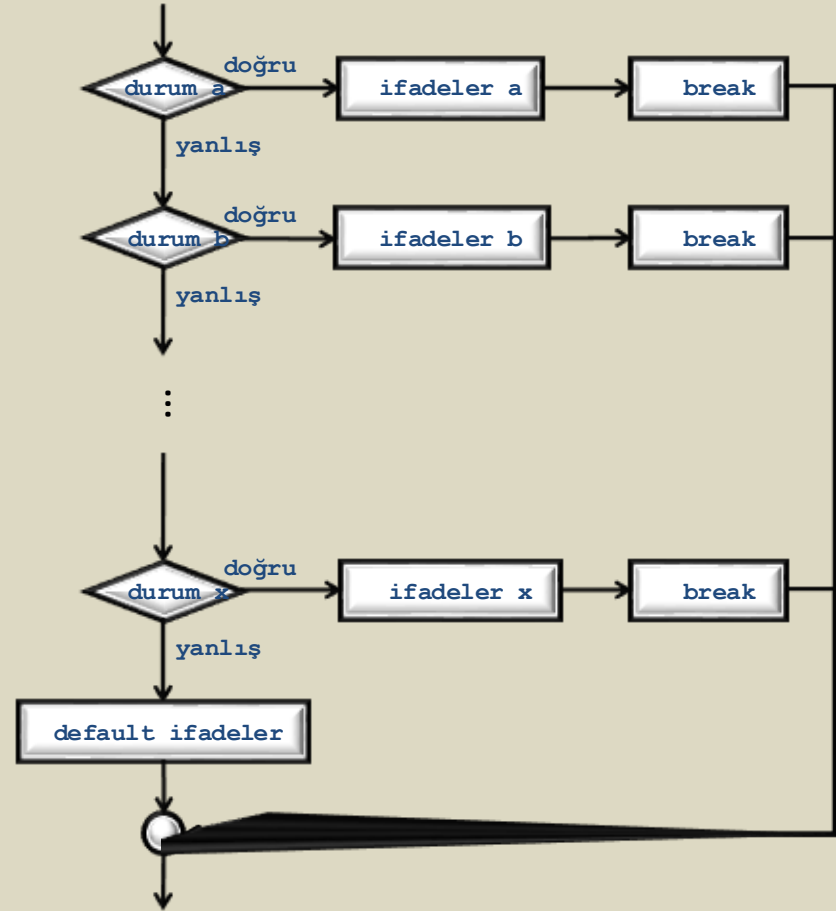 doğru
durum a
ifadeler a
break
yanlış
doğru
durum b
ifadeler b
break
yanlış
...
doğru
durum x
ifadeler x
break
yanlış
default ifadeler